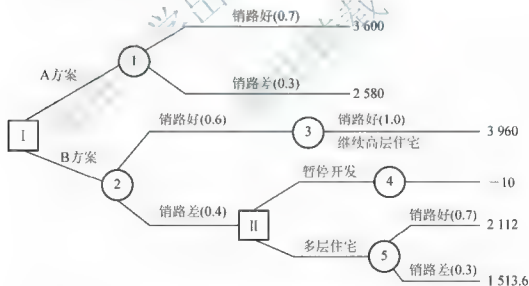 销路好(0.7)
3 600
A方案
1
销路差(0.3)
2 580
I
销路好(0.6)
3
销路好(1.0)
继续高层住宅
3 960
B方案
2
暂停开发
4
-10
销路差(0.4)
II
销路好(0.7)
2 112
多层住宅
5
销路差(0.3)
1 513.6